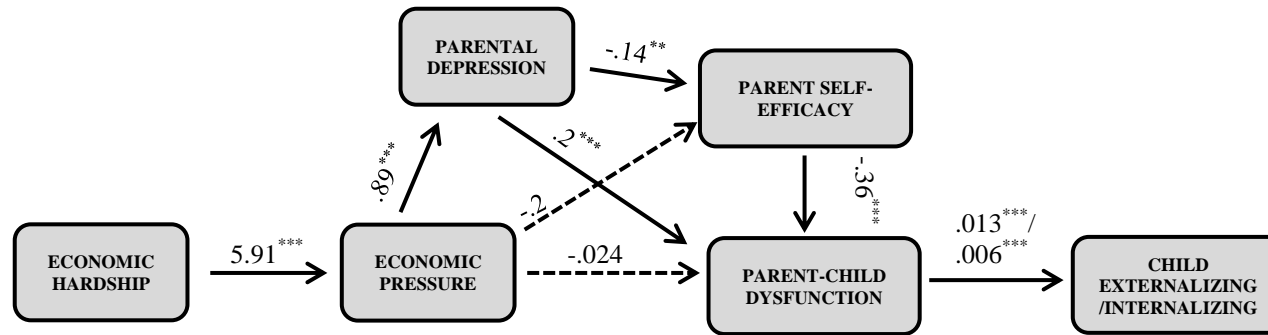 PARENTAL
DEPRESSION
-.14**
PARENT SELF-
EFFICACY
.89***
.2***
-.2
-.36***
ECONOMIC
HARDSHIP
5.91***
ECONOMIC
PRESSURE
-.024
PARENT-CHILD
DYSFUNCTION
.013***/
.006***
CHILD
EXTERNALIZING
/INTERNALIZING